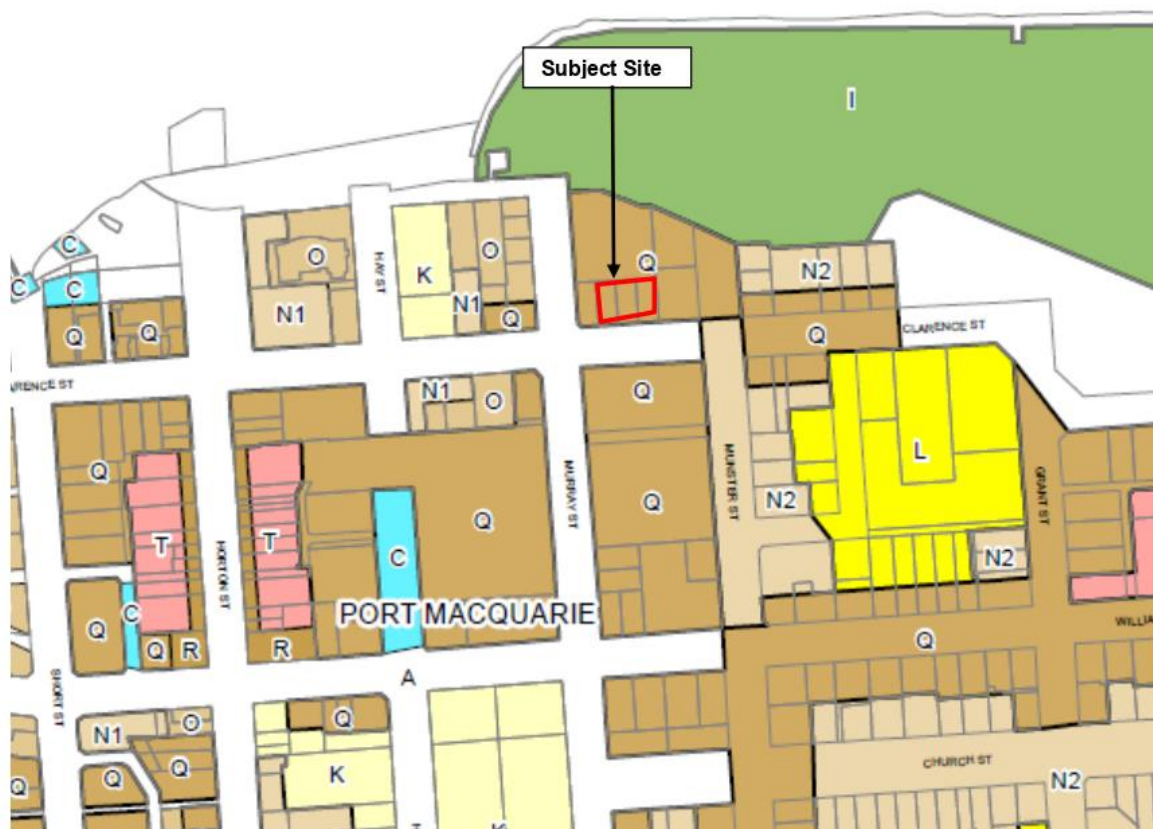 Subject Site
I
C
C
C
Q
Q
O
N1
HAY ST
K
O
N1
Q
Q
N2
Q
CLARENCE ST
ARENCE ST
N1
O
Q
Q
T
HORTON ST
T
C
Q
MURRAY ST
Q
MUNSTER ST
N2
L
GRANT ST
N2
C
Q
Q
R
R
PORT MACQUARIE
A
Q
WILLIA
SHORT ST
N1
O
Q
Q
Q
Q
K
CHURCH ST
N2